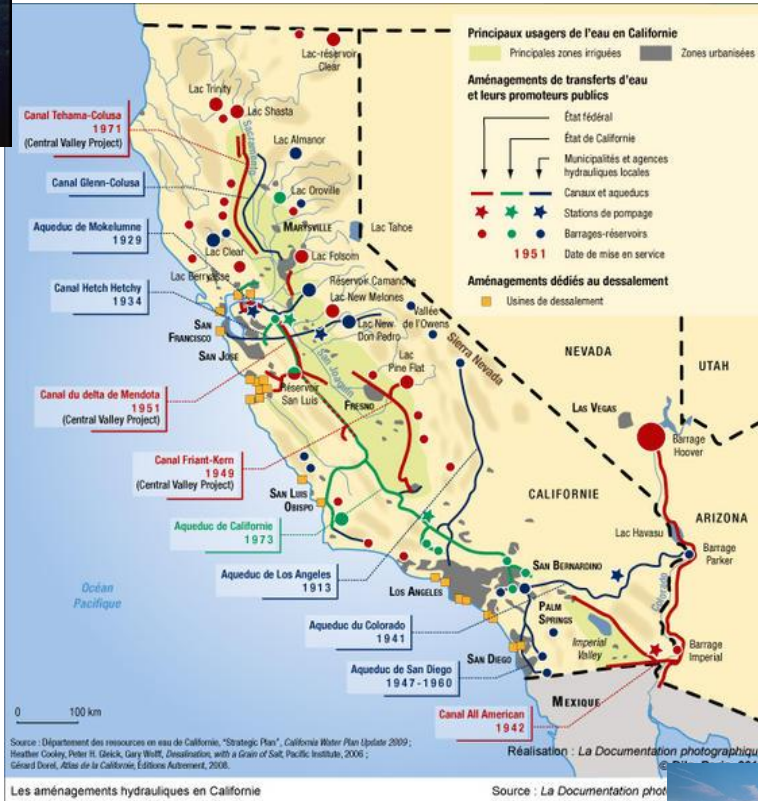 Principaux usagers de l'eau en Californie
Principales zones irriguées
Zones urbanisées
Aménagements de transferts d'eau
et leurs promoteurs publics
État fédéral
État de Californie
Municipalités et agences
hydrauliques locales
Canaux et aqueducs
Stations de pompage
Barrages-réservoirs
1951 Date de mise en service
Aménagements dédiés au dessalement
Usines de dessalement
Canal Tehama-Colusa
1971
(Central Valley Project)
Canal Glenn-Colusa
Aqueduc de Mokelumne
1929
Canal Hetch Hetchy
1934
Canal du delta de Mendota
1951
(Central Valley Project)
Canal Friant-Kern
1949
(Central Valley Project)
Aqueduc de Californie
1973
Aqueduc de Los Angeles
1913
Aqueduc du Colorado
1941
Aqueduc de San Diego
1947-1960
Canal All American
1942
Lac-réservoir
Clear
Lac Trinity
Lac Shasta
Sacramento
Lac Almanor
Lac Oroville
MARYSVILLE
Lac Tahoe
Lac Clear
Lac Folsom
Lac Berryesse
Réservoir Camanche
Lac New Melones
Vallée
de l'Owens
Lac New
Don Pedro
SAN
FRANCISCO
SAN JOSE
San Joaquin
Sierra Nevada
Lac
Pine Flat
Réservoir
San Luis
FRESNO
NEVADA
UTAH
LAS VEGAS
Barrage
Hoover
CALIFORNIE
ARIZONA
SAN LUIS
OBISPO
Lac Havasu
Barrage
Parker
SAN BERNARDINO
LOS ANGELES
Colorado
PALM
SPRINGS
Imperial
Valley
Barrage
Imperial
SAN DIEGO
MEXIQUE
Océan
Pacifique
0 100 km
Source : Département des ressources en eau de Californie, "Strategic Plan", California Water Plan Update 2009 ;
Heather Cooley, Peter H. Gleick, Gary Wolff, Desalination, with a Grain of Salt, Pacific Institute, 2006 ;
Gérard Dorel, Atlas de la Californie, Éditions Autrement, 2008.
Réalisation : La Documentation photographiqu
Les aménagements hydrauliques en Californie
Source : La Documentation phot